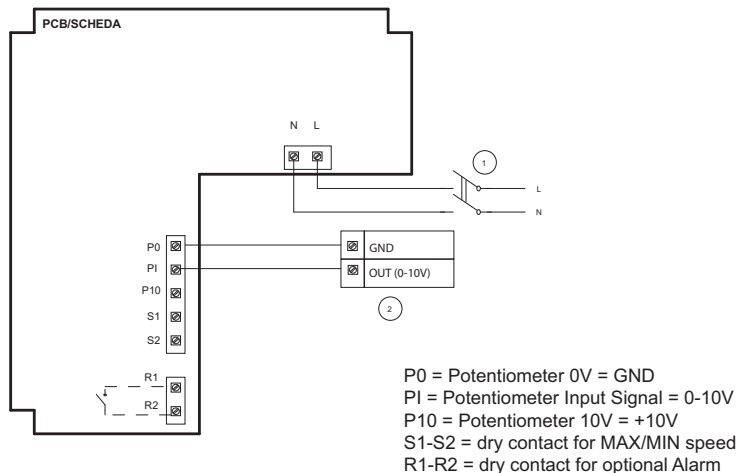 PCB/SCHEDA
N L
1
L
N
P0
GND
PI
OUT (0-10V)
P10
2
S1
S2
R1
R2
P0 = Potentiometer 0V = GND
PI = Potentiometer Input Signal = 0-10V
P10 = Potentiometer 10V = +10V
S1-S2 = dry contact for MAX/MIN speed
R1-R2 = dry contact for optional Alarm